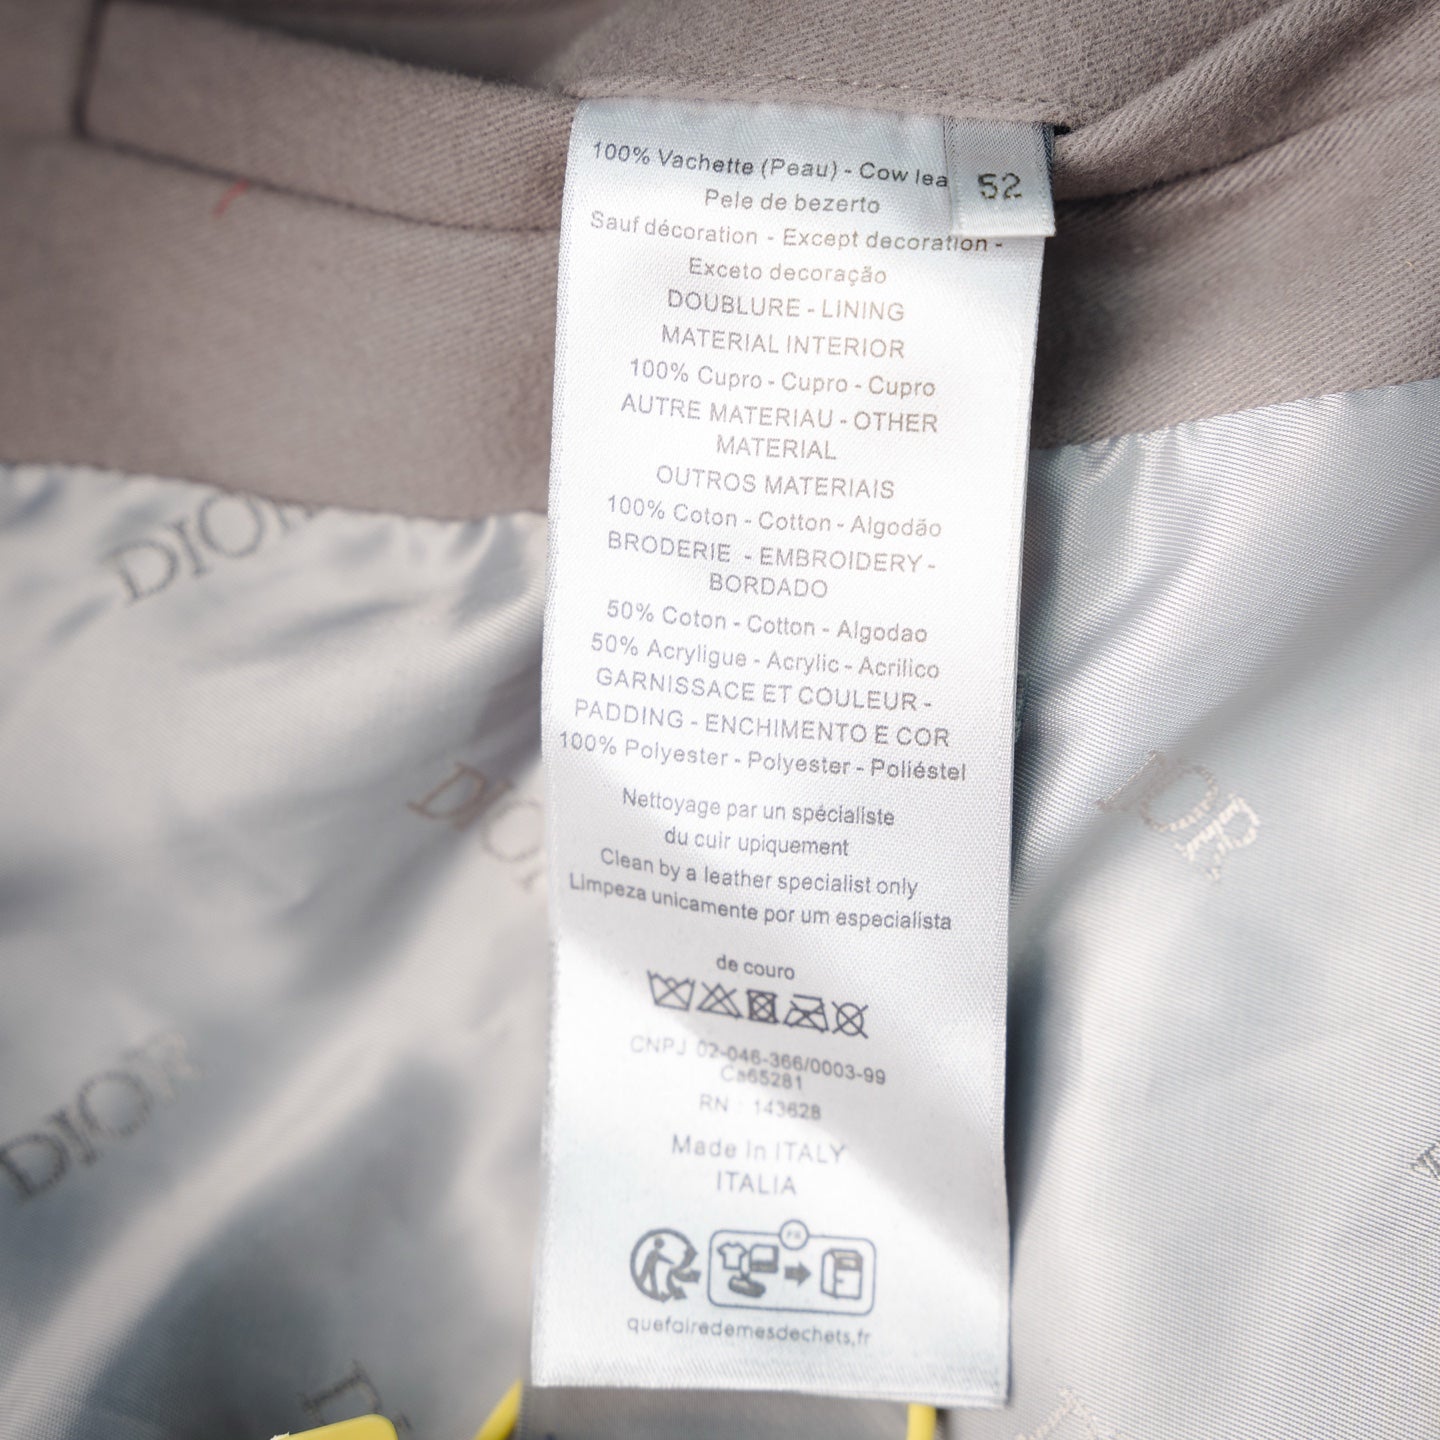 100% Vachette (Peau) - Cow lea
52
Pele de bezerto
Sauf décoration - Except decoration -
Exceto decoração
DOUBLURE - LINING
MATERIAL INTERIOR
100% Cupro - Cupro - Cupro
AUTRE MATERIAU - OTHER
MATERIAL
OUTROS MATERIAIS
100% Coton - Cotton - Algodão
BRODERIE - EMBROIDERY -
BORDADO
50% Coton - Cotton - Algodao
50% Acryligue - Acrylic - Acrilico
GARNISSACE ET COULEUR -
PADDING - ENCHIMENTO E COR
100% Polyester - Polyester - Poliéstel
Nettoyage par un spécialiste
du cuir upiquement
Clean by a leather specialist only
Limpeza unicamente por um especialista
de couro
CNPJ 02-046-366/0003-99
Ca65281
RN : 143628
Made In ITALY
ITALIA
FR
quefairedemesdechets,fr
DIOR
DIOR
DIOR
DIOR